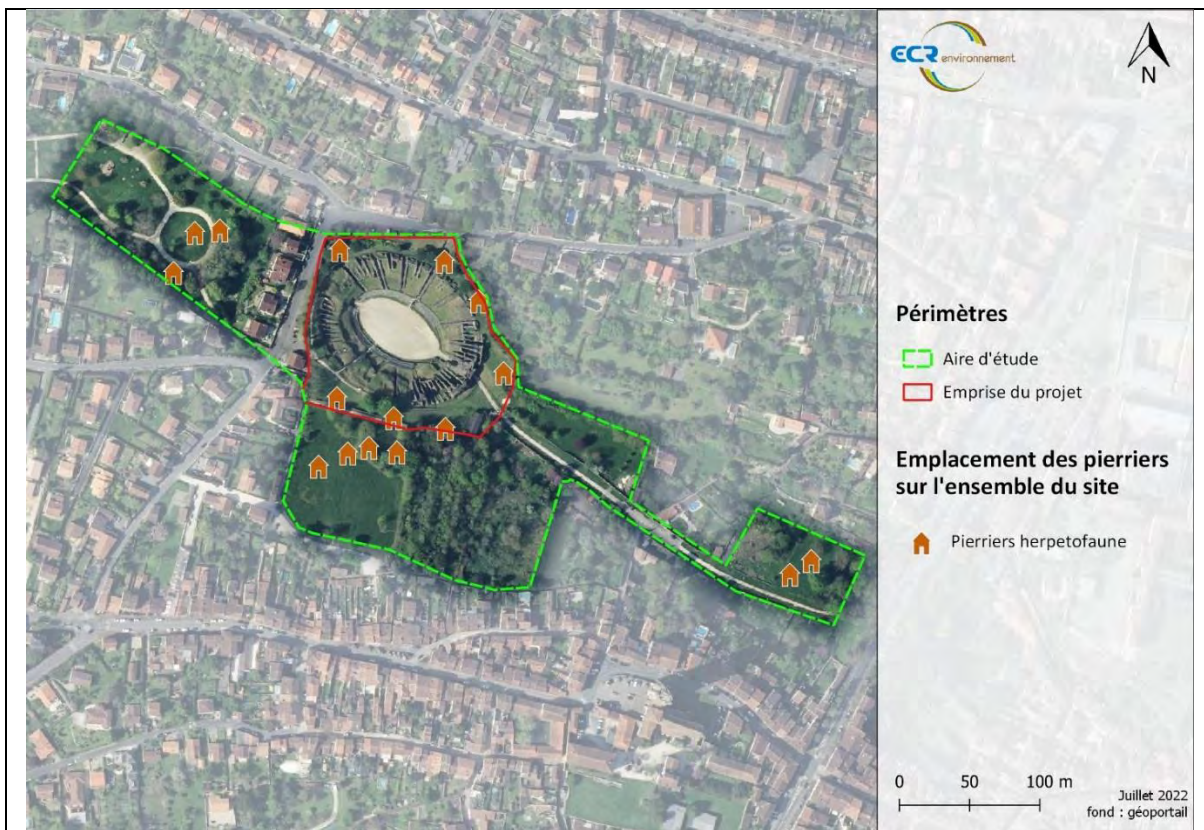 ECR environnement
N
Périmètres
Aire d'étude
Emprise du projet
Emplacement des pierriers
sur l'ensemble du site
Pierriers herpetofaune
0 50 100 m
Juillet 2022
fond : géoportail